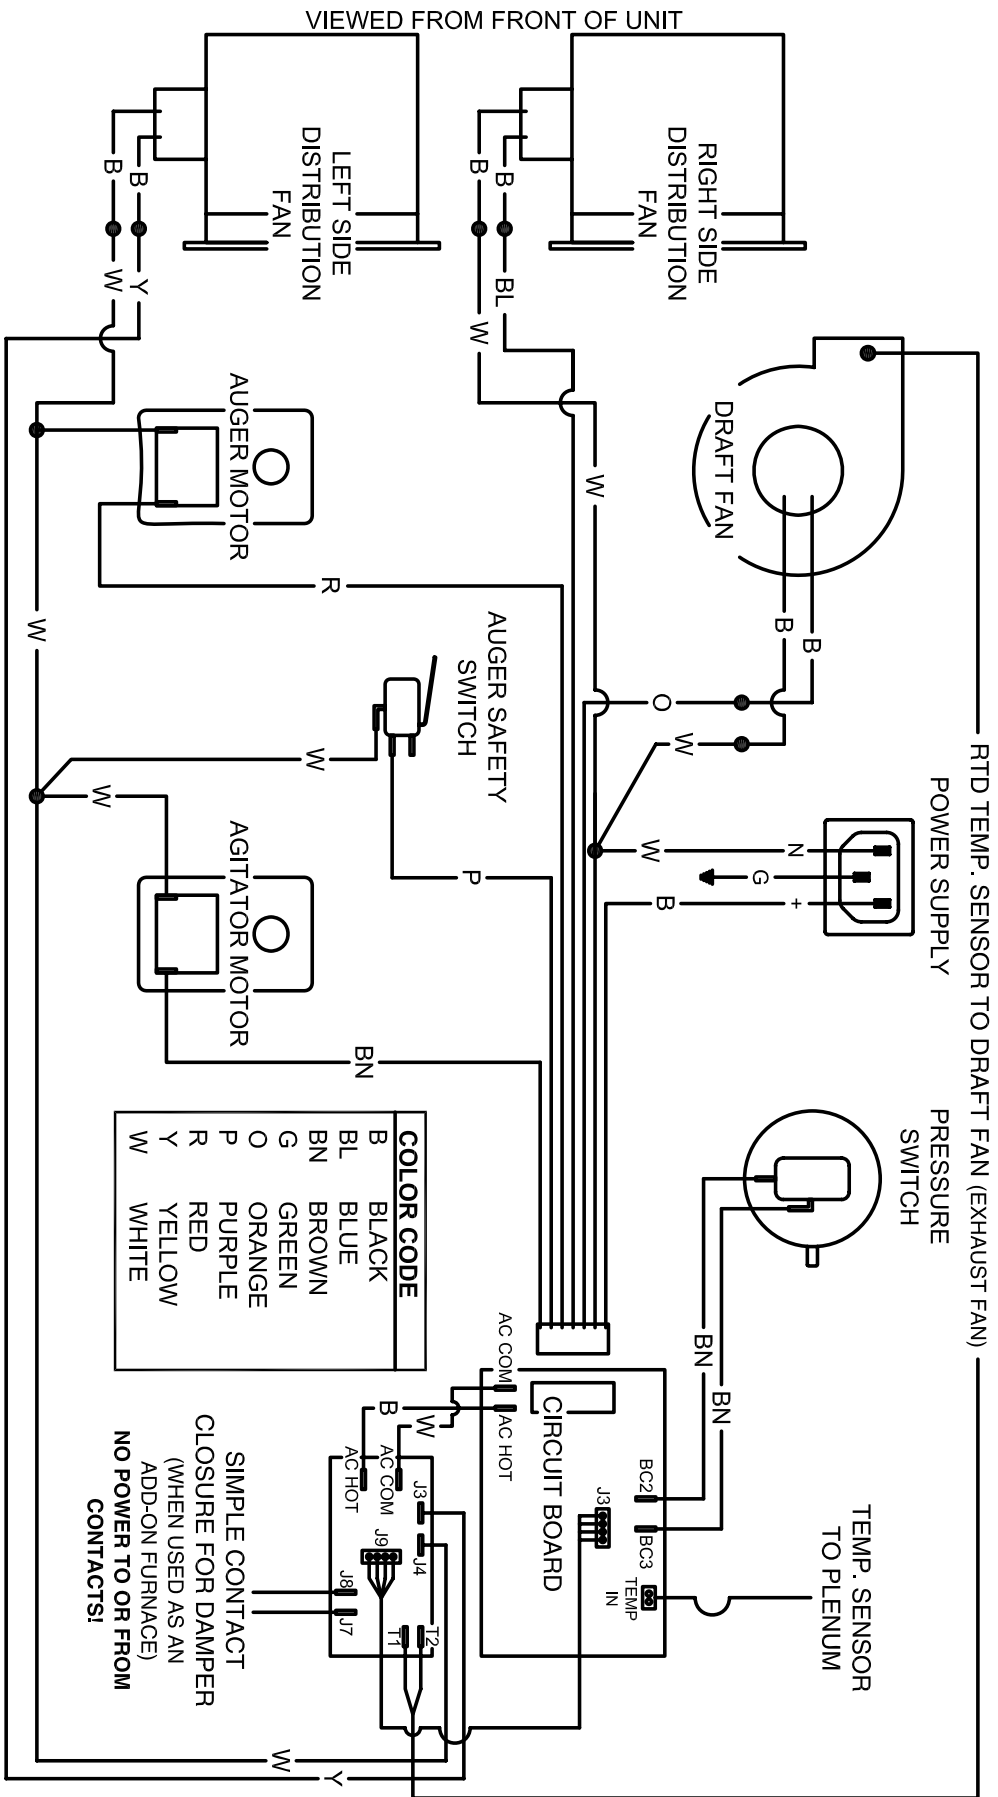 VIEWED FROM FRONT OF UNIT
LEFT SIDE
DISTRIBUTION
FAN
RIGHT SIDE
DISTRIBUTION
FAN
B
B
W
Y
B
B
W
BL
DRAFT FAN
B
B
O
W
W
RTD TEMP. SENSOR TO DRAFT FAN (EXHAUST FAN)
AUGER MOTOR
R
W
AUGER SAFETY
SWITCH
W
P
W
AGITATOR MOTOR
BN
POWER SUPPLY
N
G
+
W
B
PRESSURE
SWITCH
BN
BN
COLOR CODE
B BLACK
BL BLUE
BN BROWN
G GREEN
O ORANGE
P PURPLE
R RED
Y YELLOW
W WHITE
CIRCUIT BOARD
AC COM
AC HOT
BC2
BC3
J3
TEMP
IN
TEMP. SENSOR
TO PLENUM
B
W
AC HOT
AC COM
J3
J4
J9
J8
J7
T1
T2
SIMPLE CONTACT
CLOSURE FOR DAMPER
(WHEN USED AS AN
ADD-ON FURNACE)
NO POWER TO OR FROM
CONTACTS!
W
Y